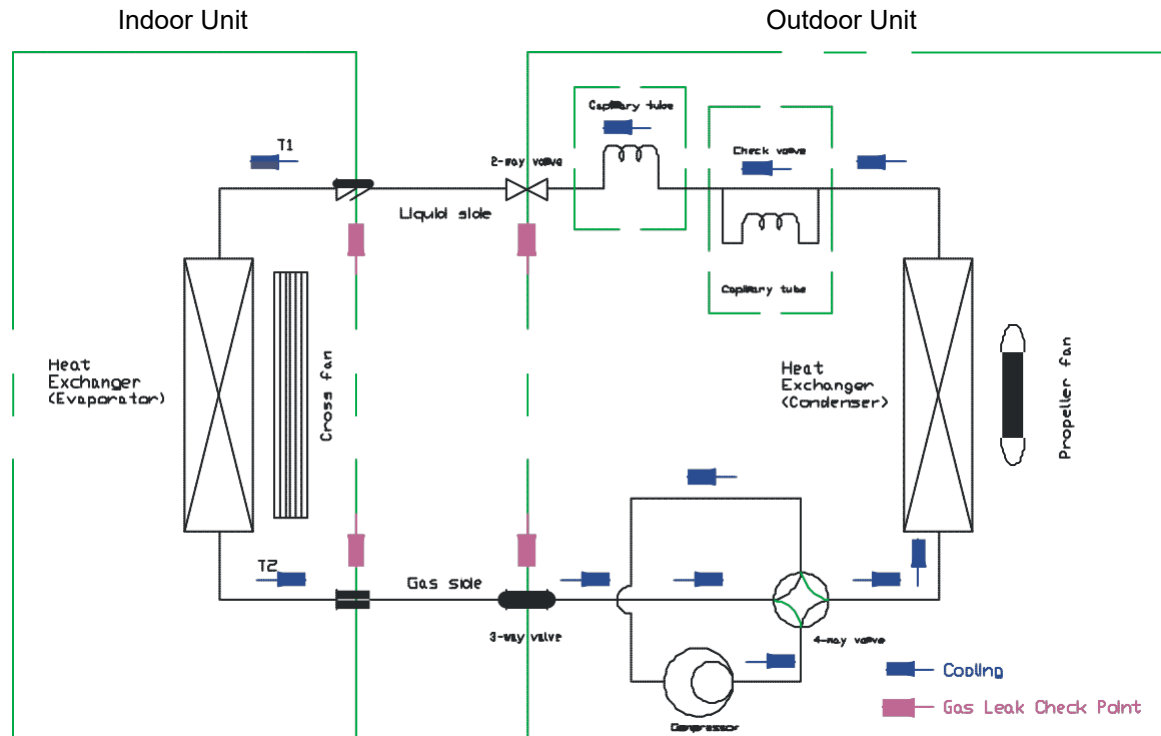 Indoor Unit
Outdoor Unit
Capillary tube
T1
2-way valve
Check valve
Liquid side
Capillary tube
Heat
Exchanger
(Evaporator)
Cross fan
Heat
Exchanger
(Condenser)
Propeller fan
T2
Gas side
3-way valve
4-way valve
Compressor
Cooling
Gas Leak Check Point